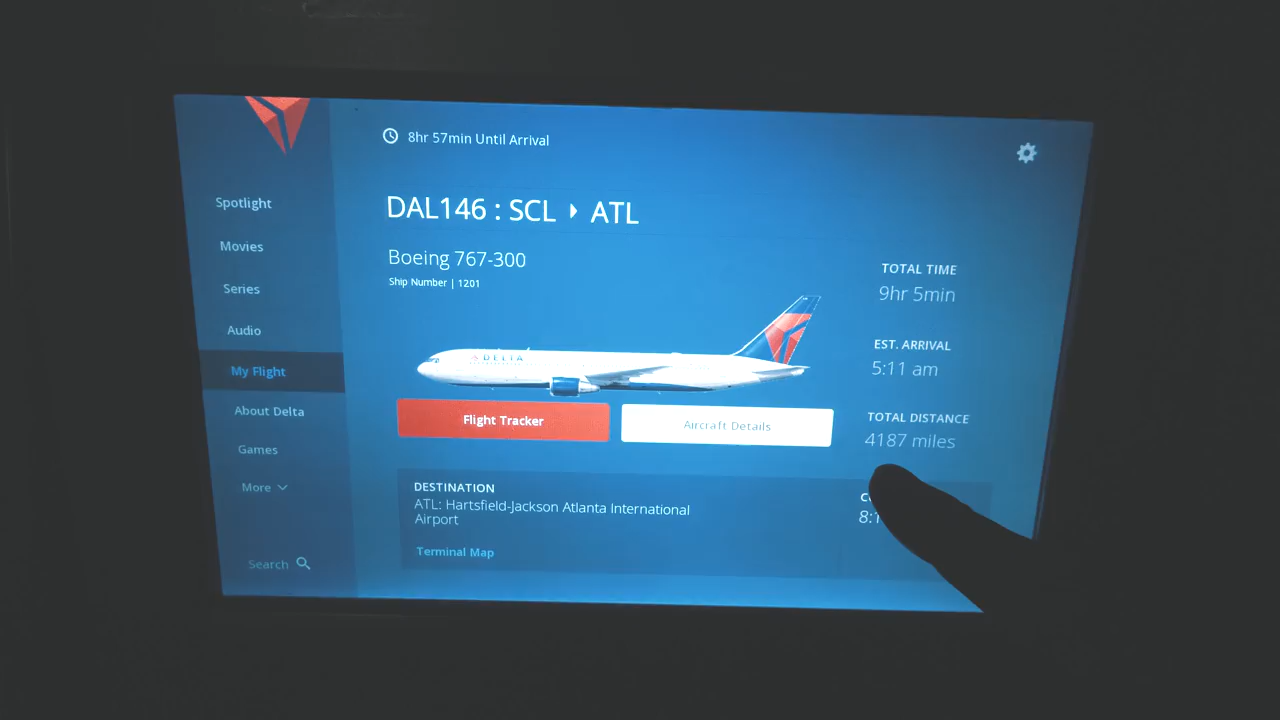 8hr 57min Until Arrival
Spotlight
Movies
Series
Audio
My Flight
About Delta
Games
More
Search
DAL146 : SCL ATL
Boeing 767-300
Ship Number | 1201
DELTA
Flight Tracker
Aircraft Details
TOTAL TIME
9hr 5min
EST. ARRIVAL
5:11 am
TOTAL DISTANCE
4187 miles
DESTINATION
ATL: Hartsfield-Jackson Atlanta International
Airport
Terminal Map